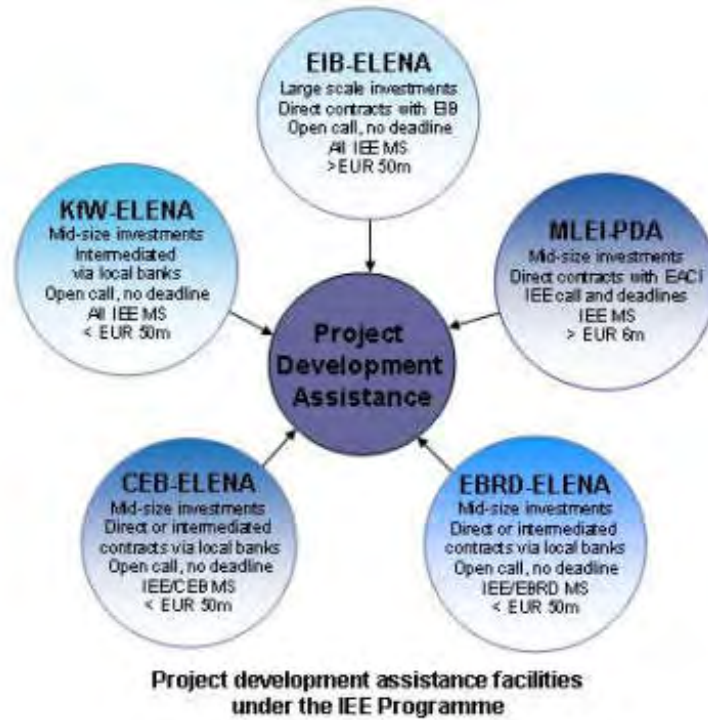 EIB-ELENA
Large scale investments
Direct contracts with EIB
Open call, no deadline
All IEE MS
>EUR 50m
KfW-ELENA
Mid-size investments
Intermediated
via local banks
Open call, no deadline
All IEE MS
< EUR 50m
MLEI-PDA
Mid-size investments
Direct contracts with EACI
IEE call and deadlines
IEE MS
> EUR 6m
Project
Development
Assistance
CEB-ELENA
Mid-size investments
Direct or intermediated
contracts via local banks
Open call, no deadline
IEE/CEB MS
< EUR 50m
EBRD-ELENA
Mid-size investments
Direct or intermediated
contracts via local banks
Open call, no deadline
IEE/EBRD MS
< EUR 50m
Project development assistance facilities
under the IEE Programme